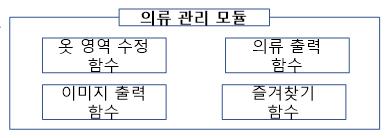 의류 관리 모듈
옷 영역 수정
함수
의류 출력
함수
이미지 출력
함수
즐겨찾기
함수